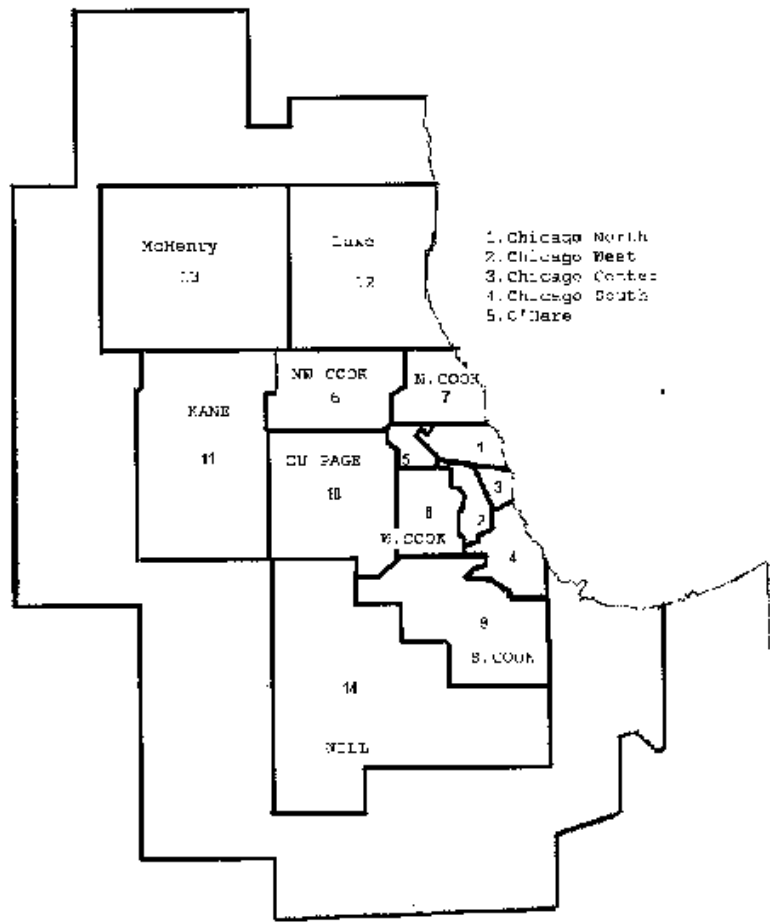 McHenry
13
Lake
12
1.Chicago North
2.Chicago West
3.Chicago Center
4.Chicago South
5.O'Hare
NW COOK
6
N.COOK
7
KANE
11
DU PAGE
10
5
1
3
8
2
W.COOK
4
9
S.COOK
14
WILL